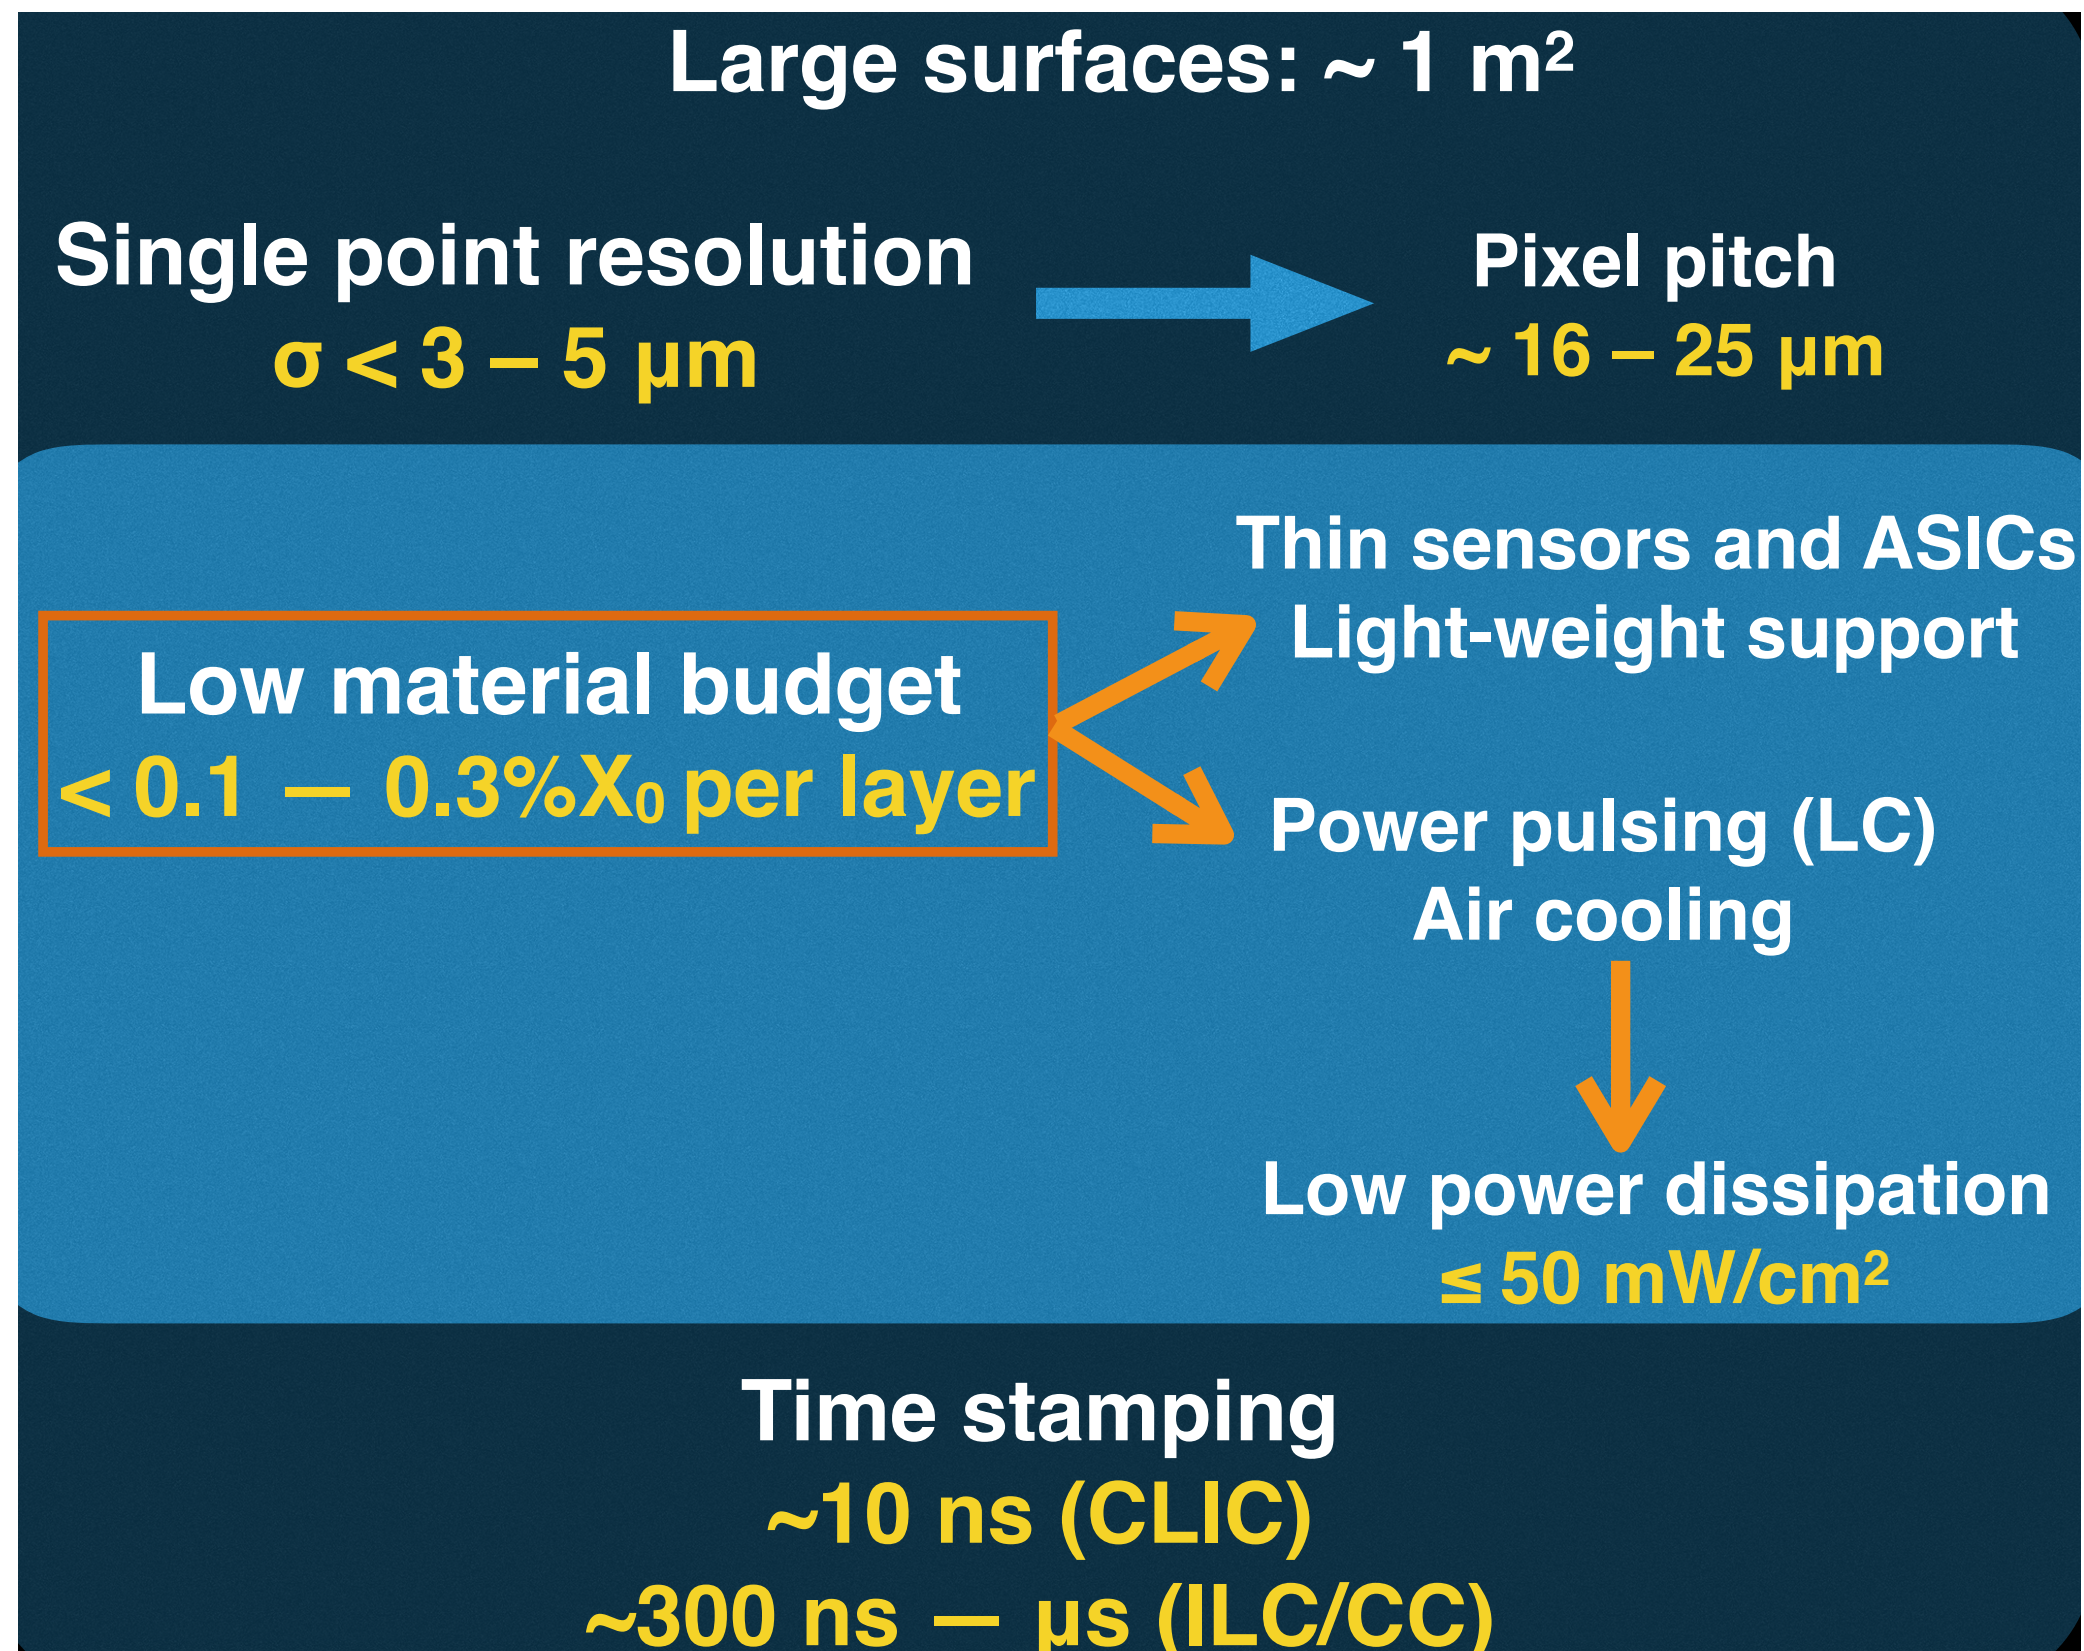 Large surfaces: ~ 1 m²
Single point resolution
σ < 3 – 5 µm
Pixel pitch
~ 16 – 25 µm
Thin sensors and ASICs
Light-weight support
Low material budget
< 0.1 — 0.3%X₀ per layer
Power pulsing (LC)
Air cooling
Low power dissipation
≤ 50 mW/cm²
Time stamping
~10 ns (CLIC)
~300 ns — µs (ILC/CC)